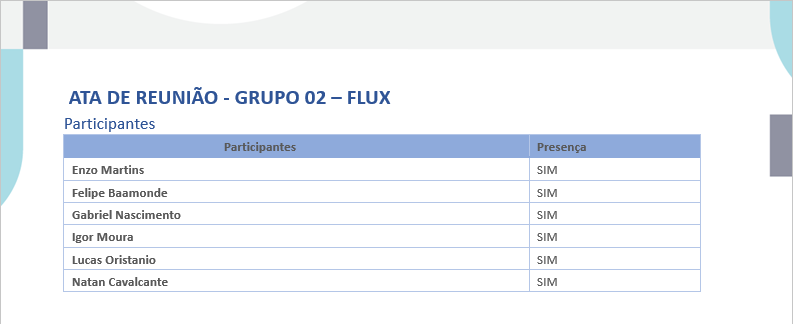 ATA DE REUNIÃO - GRUPO 02 – FLUX
Participantes
Participantes Presença
Enzo Martins SIM
Felipe Baamonde SIM
Gabriel Nascimento SIM
Igor Moura SIM
Lucas Oristanio SIM
Natan Cavalcante SIM